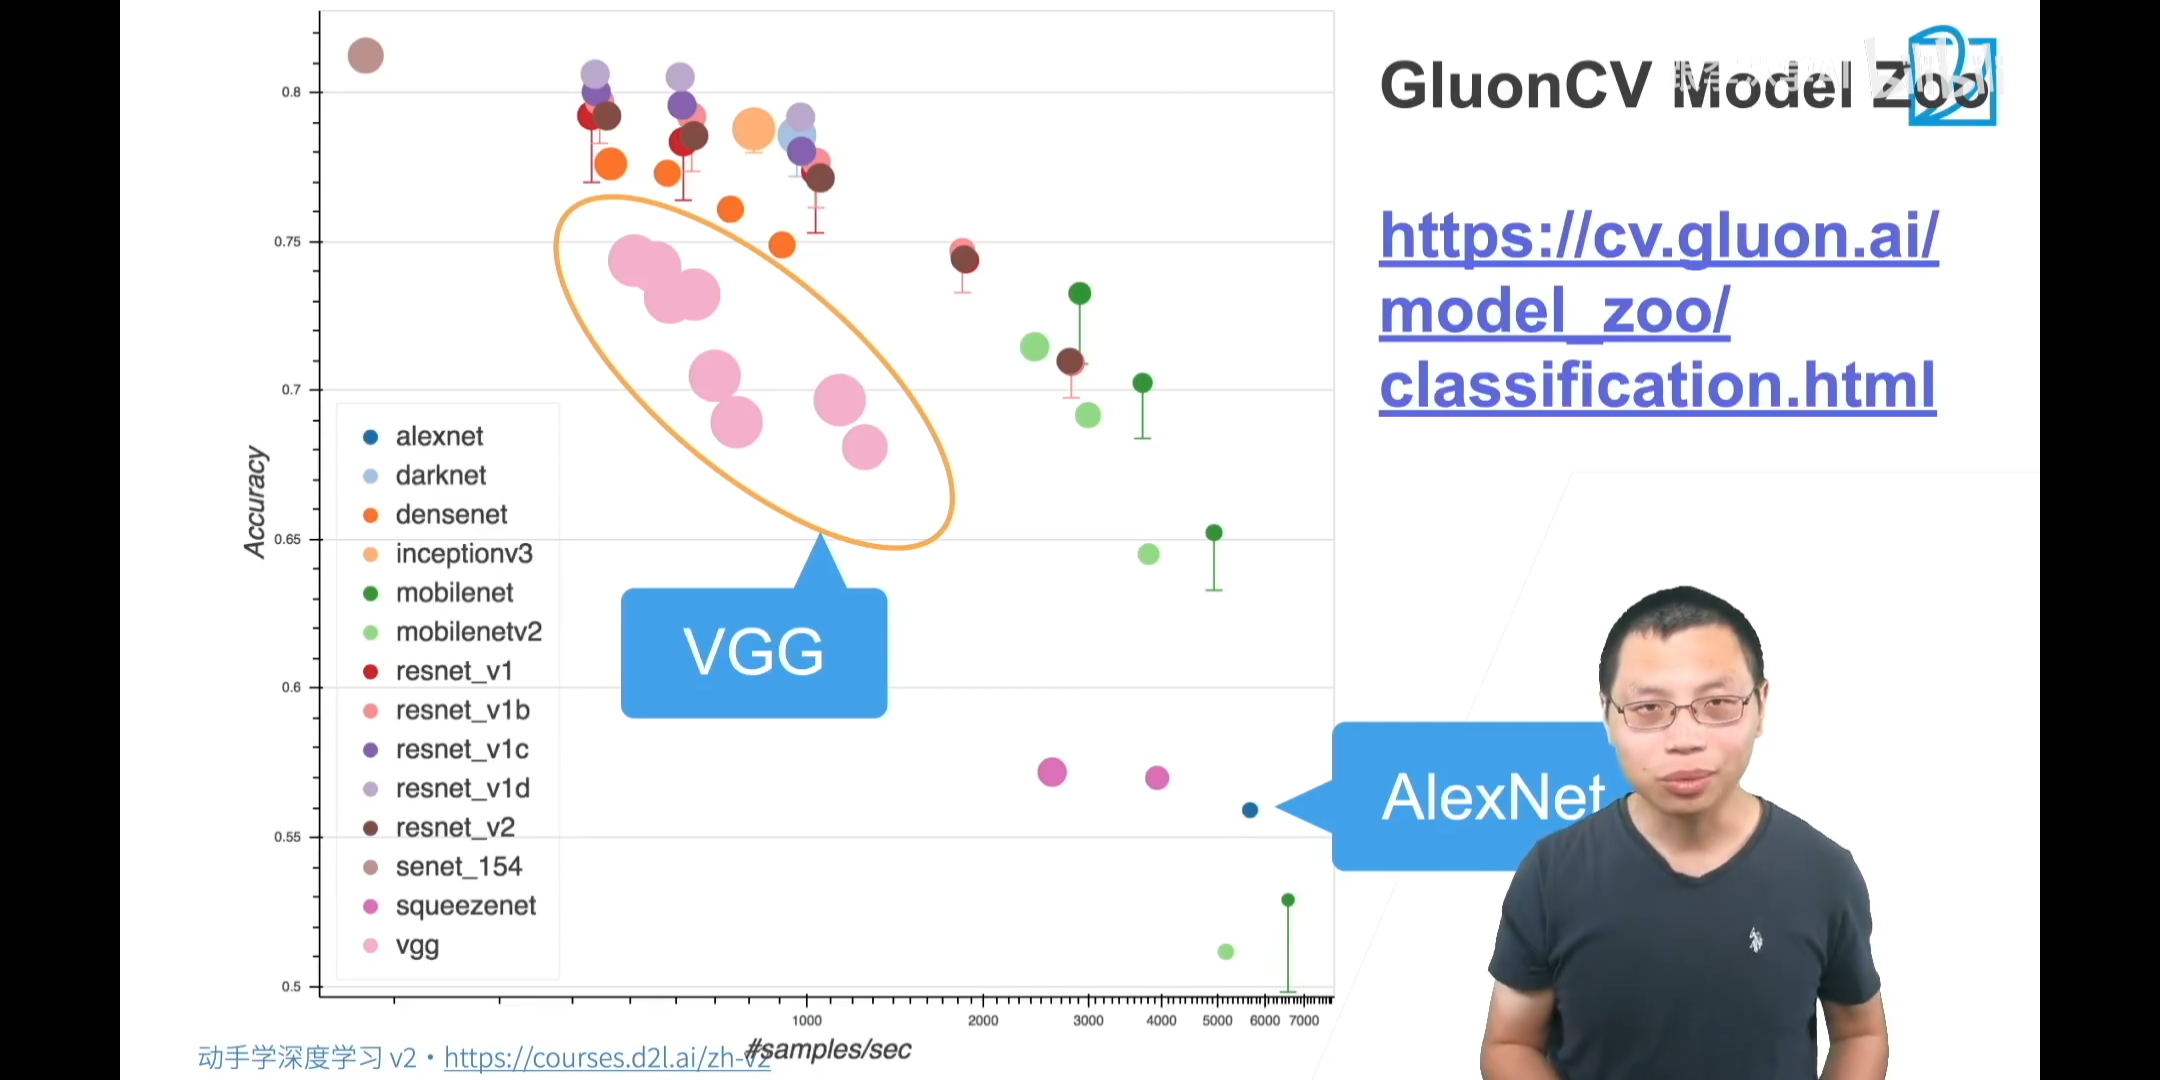 GluonCV Model Zoo
https://cv.gluon.ai/
model_zoo/
classification.html
0.8
0.75
0.7
0.65
0.6
0.55
0.5
Accuracy
alexnet
darknet
densenet
inceptionv3
mobilenet
mobilenetv2
resnet_v1
resnet_v1b
resnet_v1c
resnet_v1d
resnet_v2
senet_154
squeezenet
vgg
VGG
AlexNet
1000 2000 3000 4000 5000 6000 7000
#samples/sec
动手学深度学习 v2 · https://courses.d2l.ai/zh-v2